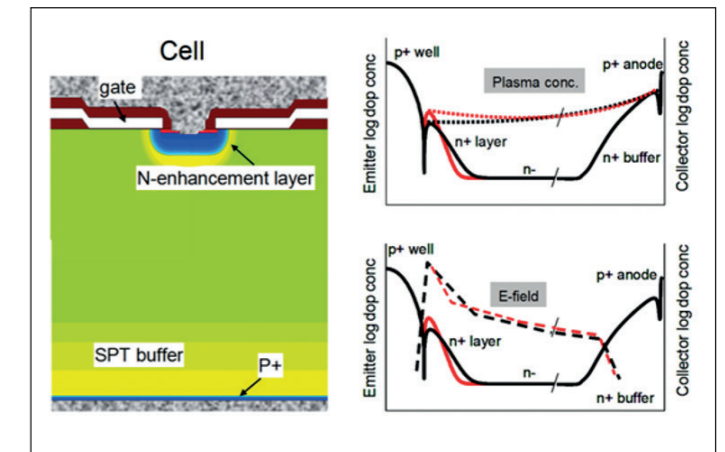 Cell
gate
N-enhancement layer
SPT buffer
P+
p+ well
p+ anode
Plasma conc.
n+ layer
n-
n+ buffer
Emitter log dop conc
Collector log dop conc
p+ well
p+ anode
E-field
n+ layer
n-
n+ buffer
Emitter log dop conc
Collector log dop conc